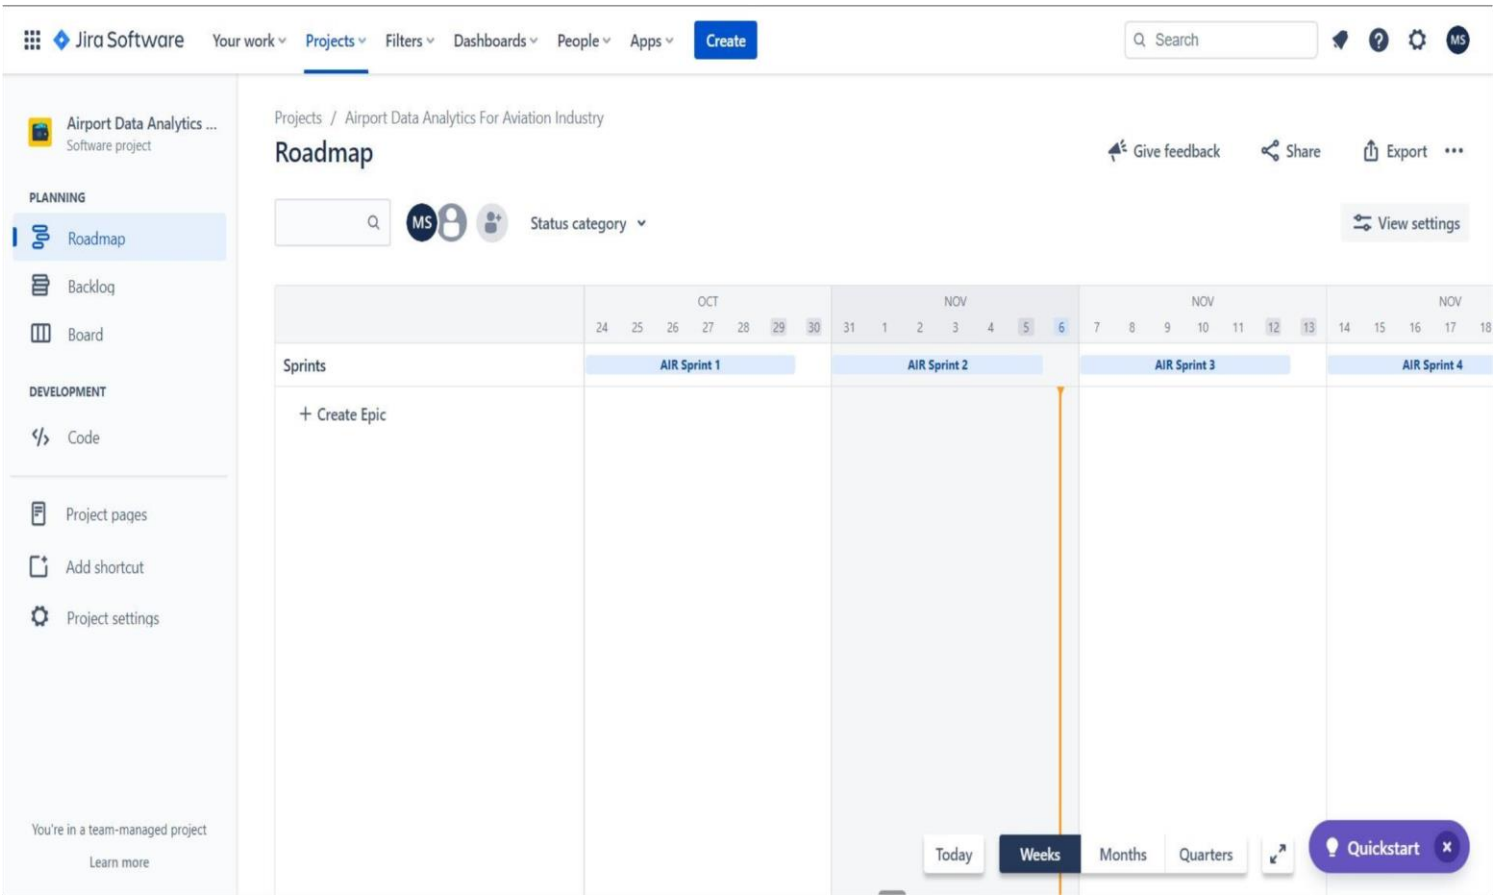 Jira Software Your work Projects Filters Dashboards People Apps Create Search MS
Airport Data Analytics ...
Software project
PLANNING
Roadmap
Backlog
Board
DEVELOPMENT
Code
Project pages
Add shortcut
Project settings
You're in a team-managed project
Learn more
Projects / Airport Data Analytics For Aviation Industry
Roadmap
Give feedback Share Export
MS Status category View settings
OCT NOV NOV NOV
24 25 26 27 28 29 30 31 1 2 3 4 5 6 7 8 9 10 11 12 13 14 15 16 17 18
Sprints AIR Sprint 1 AIR Sprint 2 AIR Sprint 3 AIR Sprint 4
+ Create Epic
Today Weeks Months Quarters Quickstart